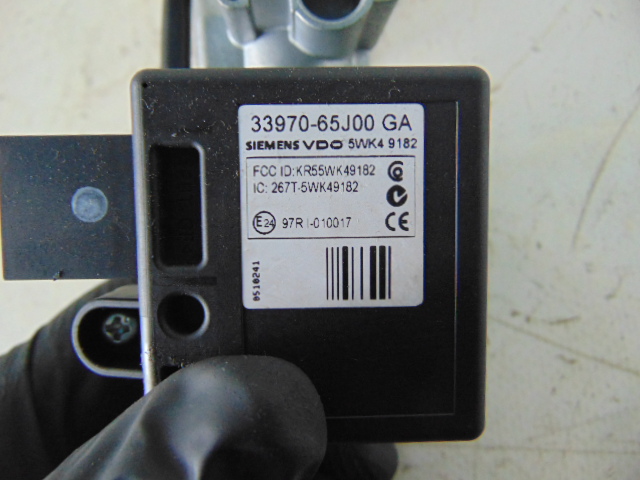 33970-65J00 GA
SIEMENS VDO 5WK4 9182
FCC ID:KR55WK49182
IC: 267T-5WK49182
E24 97R I-010017
CE
0510241